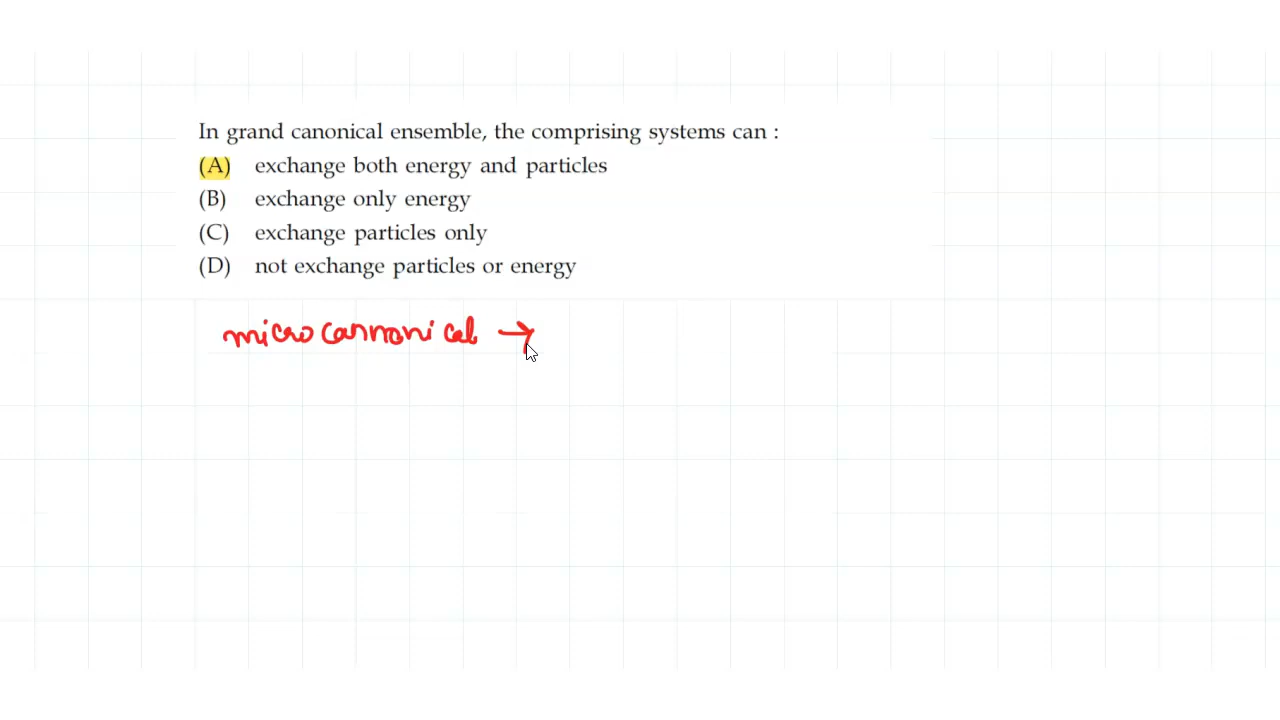 In grand canonical ensemble, the comprising systems can :
(A) exchange both energy and particles
(B) exchange only energy
(C) exchange particles only
(D) not exchange particles or energy
microcannonical →